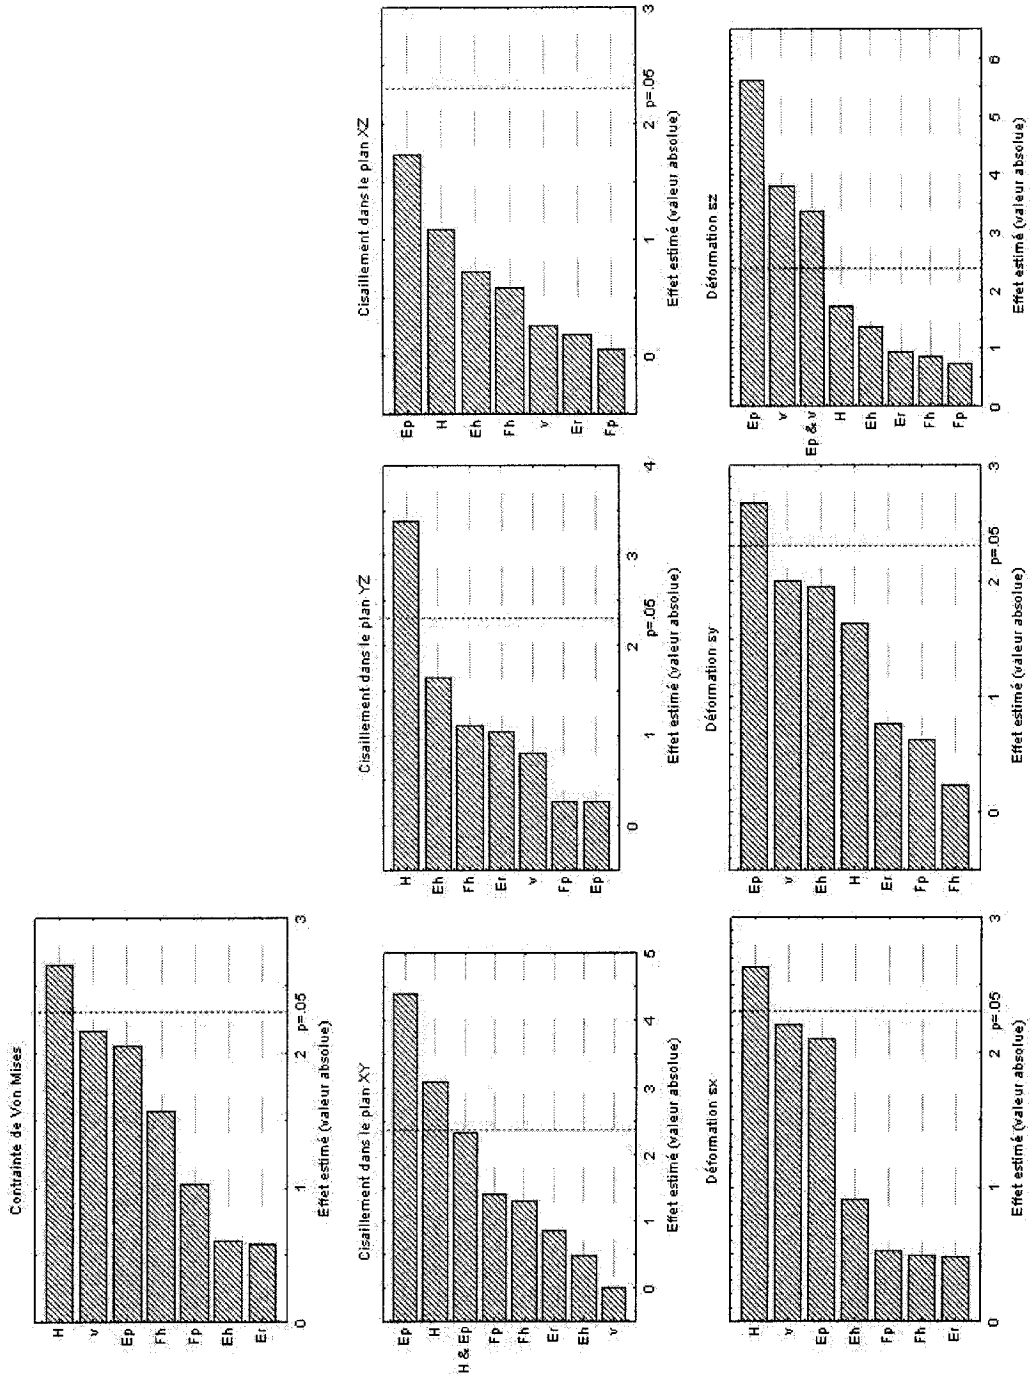 Contrainte de Von Mises
H
v
Ep
Fh
Fp
Eh
Er
0 1 2 p=.05 3
Effet estimé (valeur absolue)
Cisaillement dans le plan XY
Ep
H
H & Ep
Fp
Fh
Er
Eh
v
0 1 2 3 4 5
Effet estimé (valeur absolue)
Cisaillement dans le plan YZ
H
Eh
Fh
Er
v
Fp
Ep
0 1 2 p=.05 3 4
Effet estimé (valeur absolue)
Cisaillement dans le plan XZ
Ep
H
Eh
Fh
v
Er
Fp
0 1 2 p=.05 3
Effet estimé (valeur absolue)
Déformation εx
H
v
Ep
Eh
Fp
Fh
Er
0 1 2 p=.05 3
Effet estimé (valeur absolue)
Déformation εy
Ep
v
Eh
H
Er
Fp
Fh
0 1 2 p=.05 3
Effet estimé (valeur absolue)
Déformation εz
Ep
v
Ep & v
H
Eh
Er
Fh
Fp
0 1 2 3 4 5 6
Effet estimé (valeur absolue)